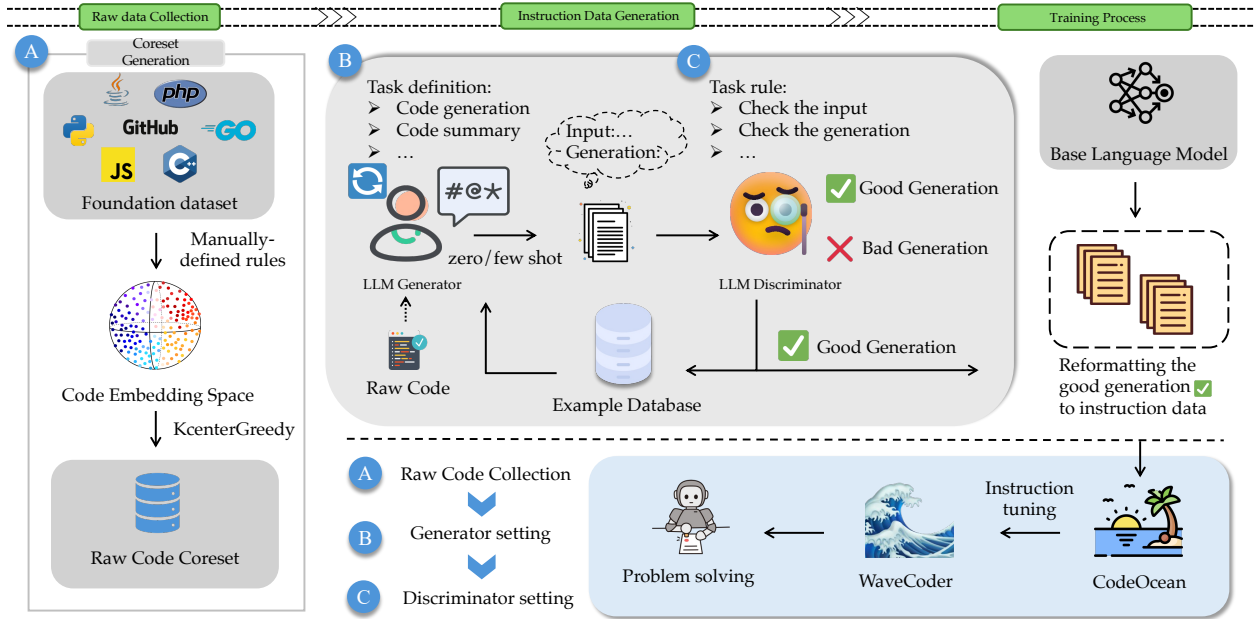 Raw data Collection
Instruction Data Generation
Training Process
A
Coreset
Generation
php
GitHub
GO
JS
C++
Foundation dataset
Manually-
defined rules
Code Embedding Space
KcenterGreedy
Raw Code Coreset
B
Task definition:
➢ Code generation
➢ Code summary
➢ …
#@*
zero/few shot
LLM Generator
Raw Code
Input:…
Generation:
C
Task rule:
➢ Check the input
➢ Check the generation
➢ …
Good Generation
Bad Generation
LLM Discriminator
Good Generation
Example Database
Base Language Model
Reformatting the
good generation
to instruction data
A
Raw Code Collection
B
Generator setting
C
Discriminator setting
Problem solving
WaveCoder
Instruction
tuning
CodeOcean